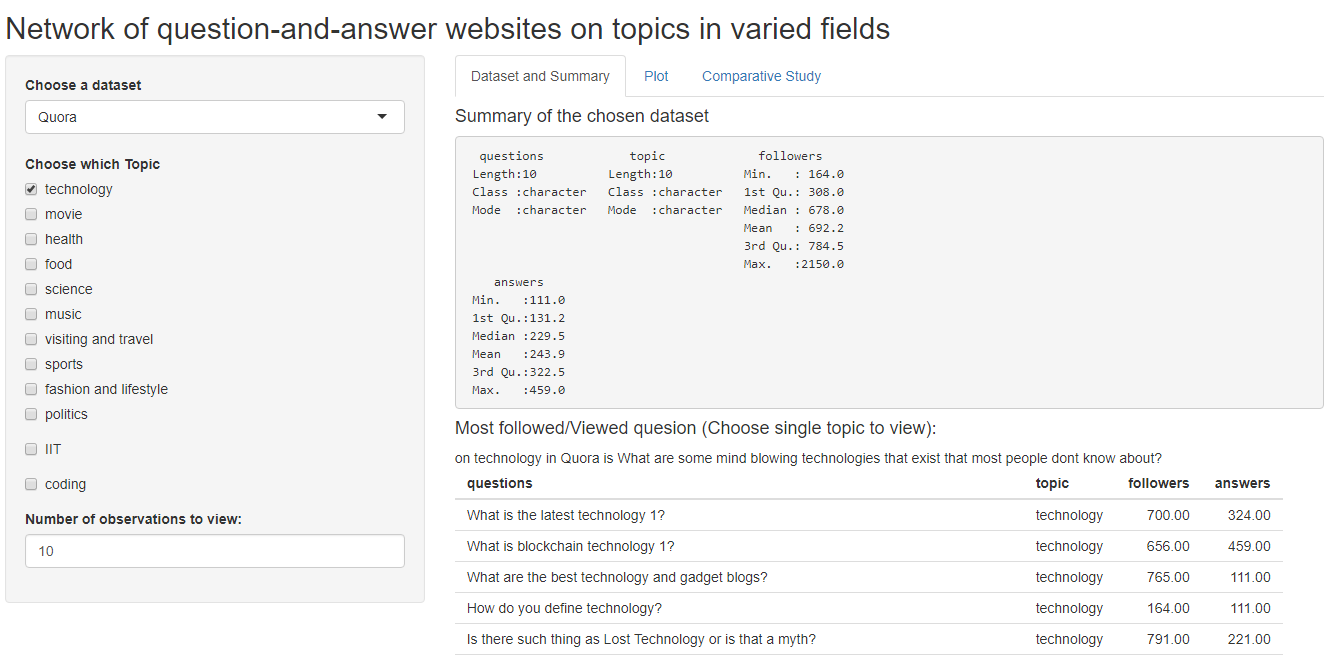 Network of question-and-answer websites on topics in varied fields
Choose a dataset
Quora
Choose which Topic
technology
movie
health
food
science
music
visiting and travel
sports
fashion and lifestyle
politics
IIT
coding
Number of observations to view:
10
Dataset and Summary Plot Comparative Study
Summary of the chosen dataset
questions topic followers
Length:10 Length:10 Min. : 164.0
Class :character Class :character 1st Qu.: 308.0
Mode :character Mode :character Median : 678.0
Mean : 692.2
3rd Qu.: 784.5
Max. :2150.0
answers
Min. :111.0
1st Qu.:131.2
Median :229.5
Mean :243.9
3rd Qu.:322.5
Max. :459.0
Most followed/Viewed quesion (Choose single topic to view):
on technology in Quora is What are some mind blowing technologies that exist that most people dont know about?
questions topic followers answers
What is the latest technology 1? technology 700.00 324.00
What is blockchain technology 1? technology 656.00 459.00
What are the best technology and gadget blogs? technology 765.00 111.00
How do you define technology? technology 164.00 111.00
Is there such thing as Lost Technology or is that a myth? technology 791.00 221.00